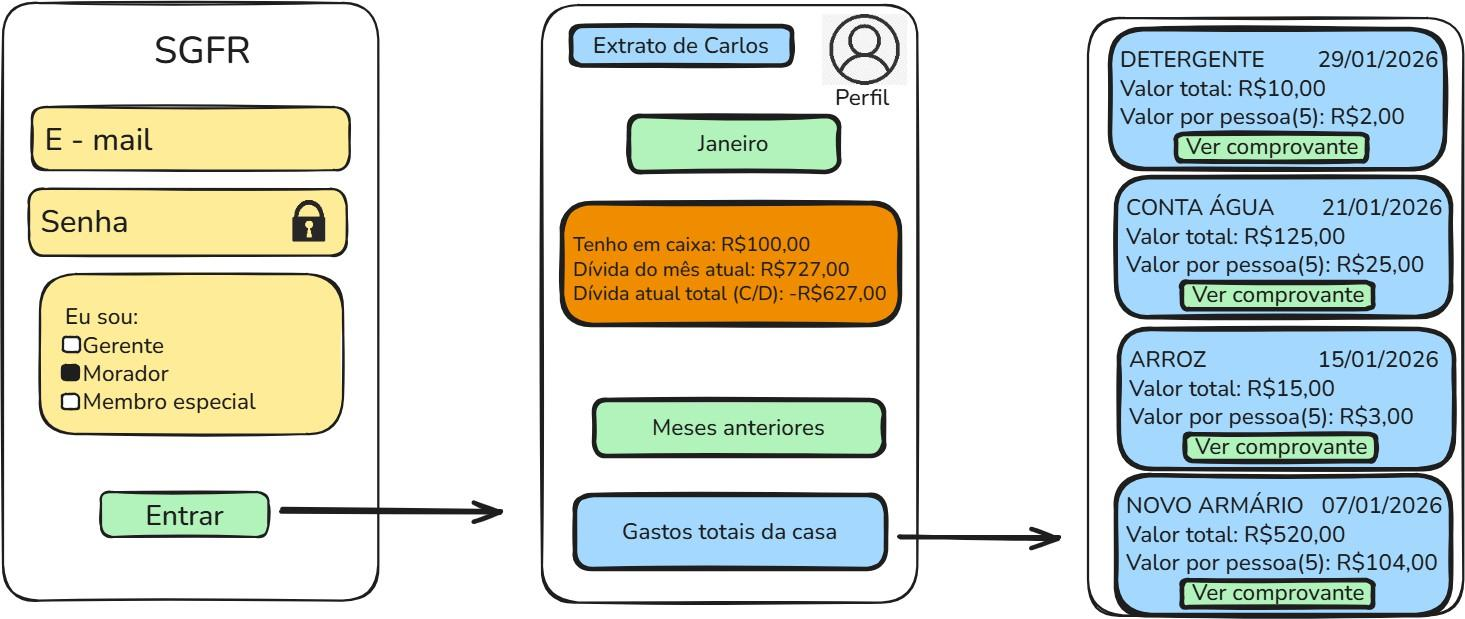 SGFR
E - mail
Senha
Eu sou:
Gerente
Morador
Membro especial
Entrar
Extrato de Carlos
Perfil
Janeiro
Tenho em caixa: R$100,00
Dívida do mês atual: R$727,00
Dívida atual total (C/D): -R$627,00
Meses anteriores
Gastos totais da casa
DETERGENTE 29/01/2026
Valor total: R$10,00
Valor por pessoa(5): R$2,00
Ver comprovante
CONTA ÁGUA 21/01/2026
Valor total: R$125,00
Valor por pessoa(5): R$25,00
Ver comprovante
ARROZ 15/01/2026
Valor total: R$15,00
Valor por pessoa(5): R$3,00
Ver comprovante
NOVO ARMÁRIO 07/01/2026
Valor total: R$520,00
Valor por pessoa(5): R$104,00
Ver comprovante